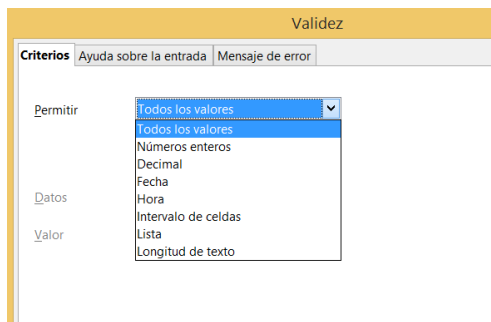 Validez
Criterios Ayuda sobre la entrada Mensaje de error
Permitir Todos los valores
Todos los valores
Números enteros
Decimal
Fecha
Datos Hora
Intervalo de celdas
Valor Lista
Longitud de texto